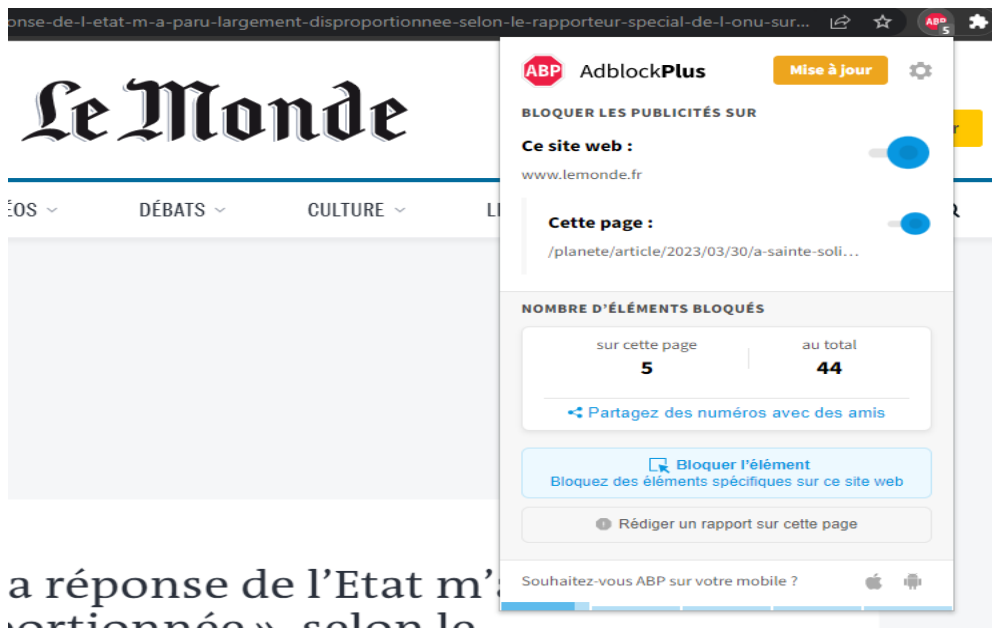 onse-de-l-etat-m-a-paru-largement-disproportionnee-selon-le-rapporteur-special-de-l-onu-sur...
ABP
5
Le Monde
ÉOS
DÉBATS
CULTURE
ABP
AdblockPlus
Mise à jour
BLOQUER LES PUBLICITÉS SUR
Ce site web :
www.lemonde.fr
Cette page :
/planete/article/2023/03/30/a-sainte-soli...
NOMBRE D'ÉLÉMENTS BLOQUÉS
sur cette page
au total
5
44
Partagez des numéros avec des amis
Bloquer l'élément
Bloquez des éléments spécifiques sur ce site web
Rédiger un rapport sur cette page
Souhaitez-vous ABP sur votre mobile ?
a réponse de l'Etat m'
portionnée», selon le